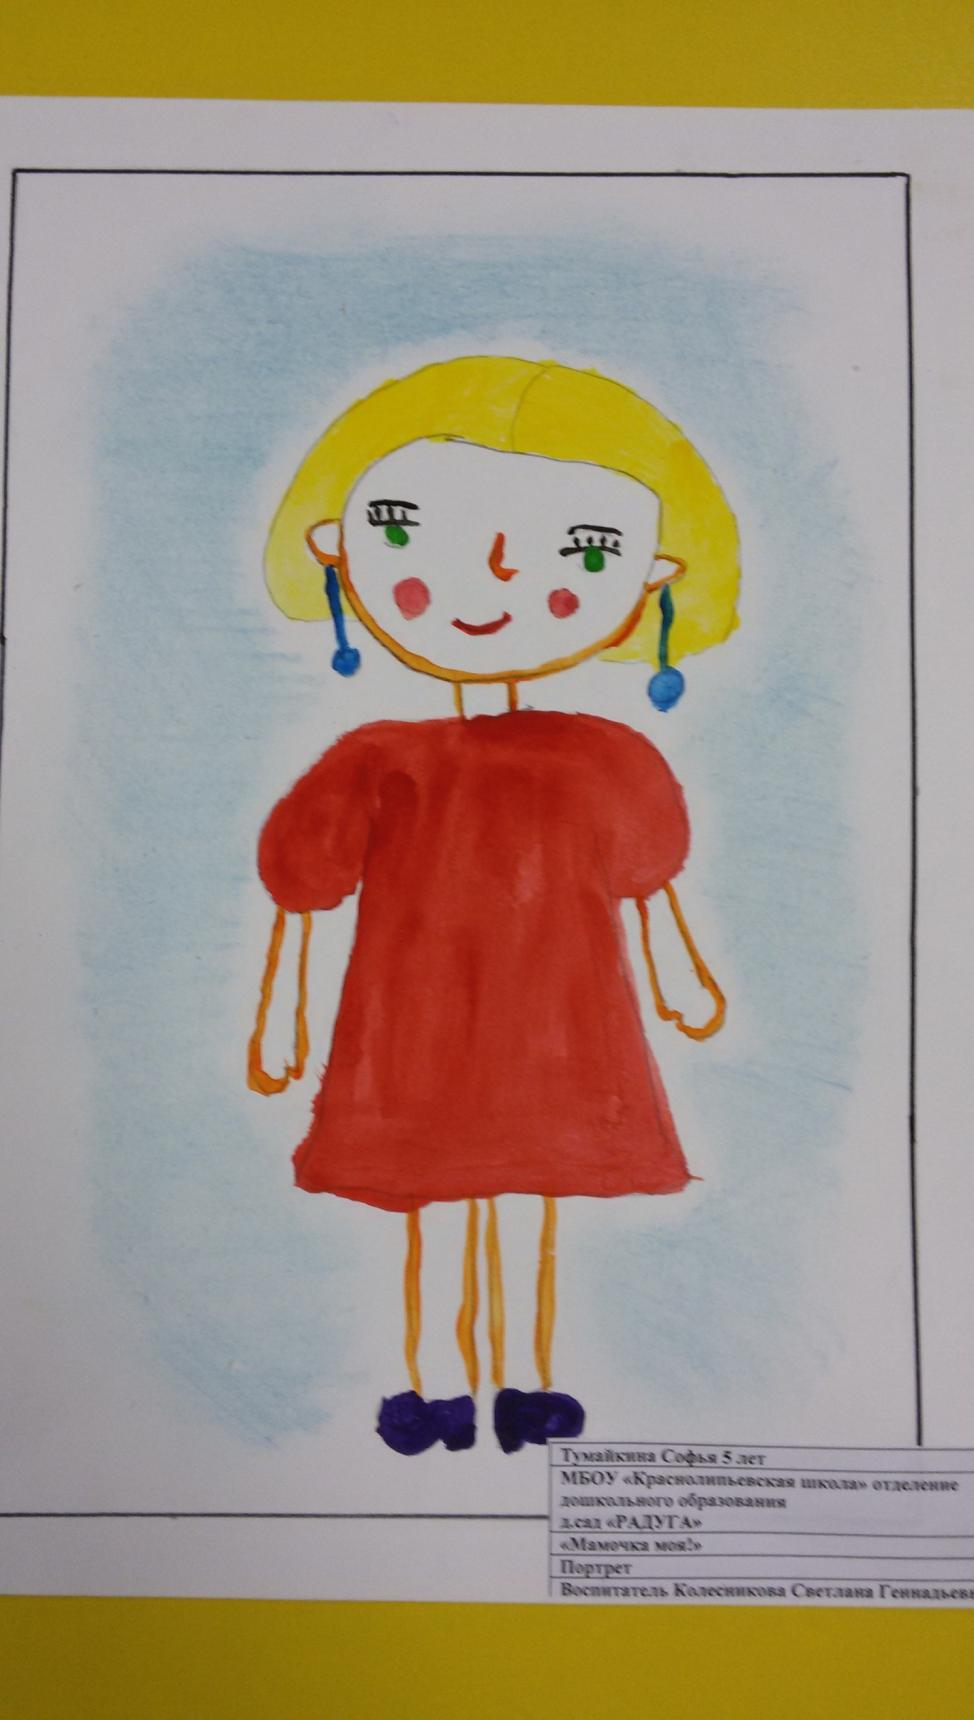 Тумайкина Софья 5 лет
МБОУ «Краснолипьевская школа» отделение
дошкольного образования
д.сад «РАДУГА»
«Мамочка моя!»
Портрет
Воспитатель Колесникова Светлана